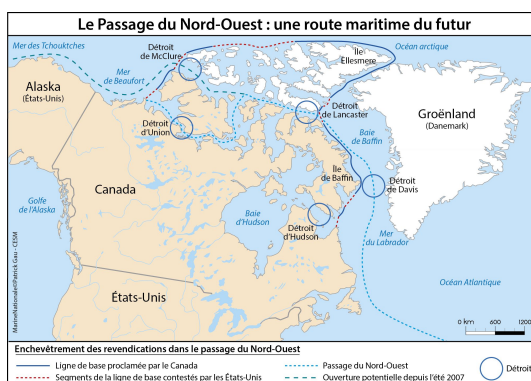 Le Passage du Nord-Ouest : une route maritime du futur
Mer des Tchouktches
Détroit
de McClure
Océan arctique
Île
Ellesmere
Mer
de Beaufort
Alaska
(États-Unis)
Détroit
de Lancaster
Groënland
(Danemark)
Détroit
d'Union
Baie
de Baffin
Canada
Île
de Baffin
Détroit
de Davis
Golfe
de l'Alaska
Baie
d'Hudson
Détroit
d'Hudson
Mer
du Labrador
Océan Atlantique
États-Unis
MarineNationale©Patrick Gau - CESM
0 km 600 1200
Enchevêtrement des revendications dans le passage du Nord-Ouest
Ligne de base proclamée par le Canada
Passage du Nord-Ouest
Détroit
Segments de la ligne de base contestés par les États-Unis
Ouverture potentielle depuis l'été 2007